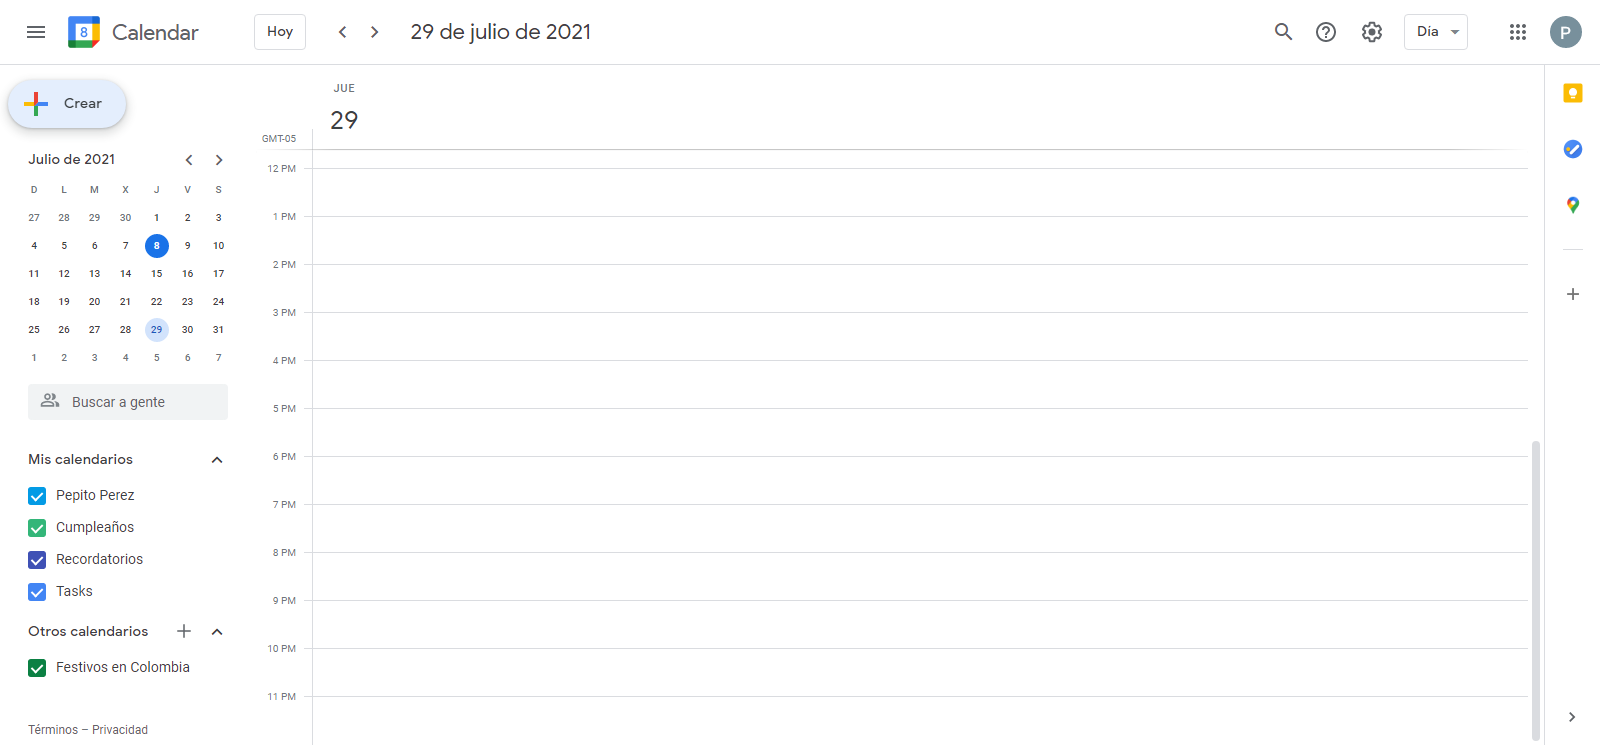 8 Calendar Hoy 29 de julio de 2021 Día P
Crear
JUE
29
GMT-05
Julio de 2021
D L M X J V S
27 28 29 30 1 2 3
4 5 6 7 8 9 10
11 12 13 14 15 16 17
18 19 20 21 22 23 24
25 26 27 28 29 30 31
1 2 3 4 5 6 7
Buscar a gente
Mis calendarios
Pepito Perez
Cumpleaños
Recordatorios
Tasks
Otros calendarios
Festivos en Colombia
Términos – Privacidad
12 PM
1 PM
2 PM
3 PM
4 PM
5 PM
6 PM
7 PM
8 PM
9 PM
10 PM
11 PM